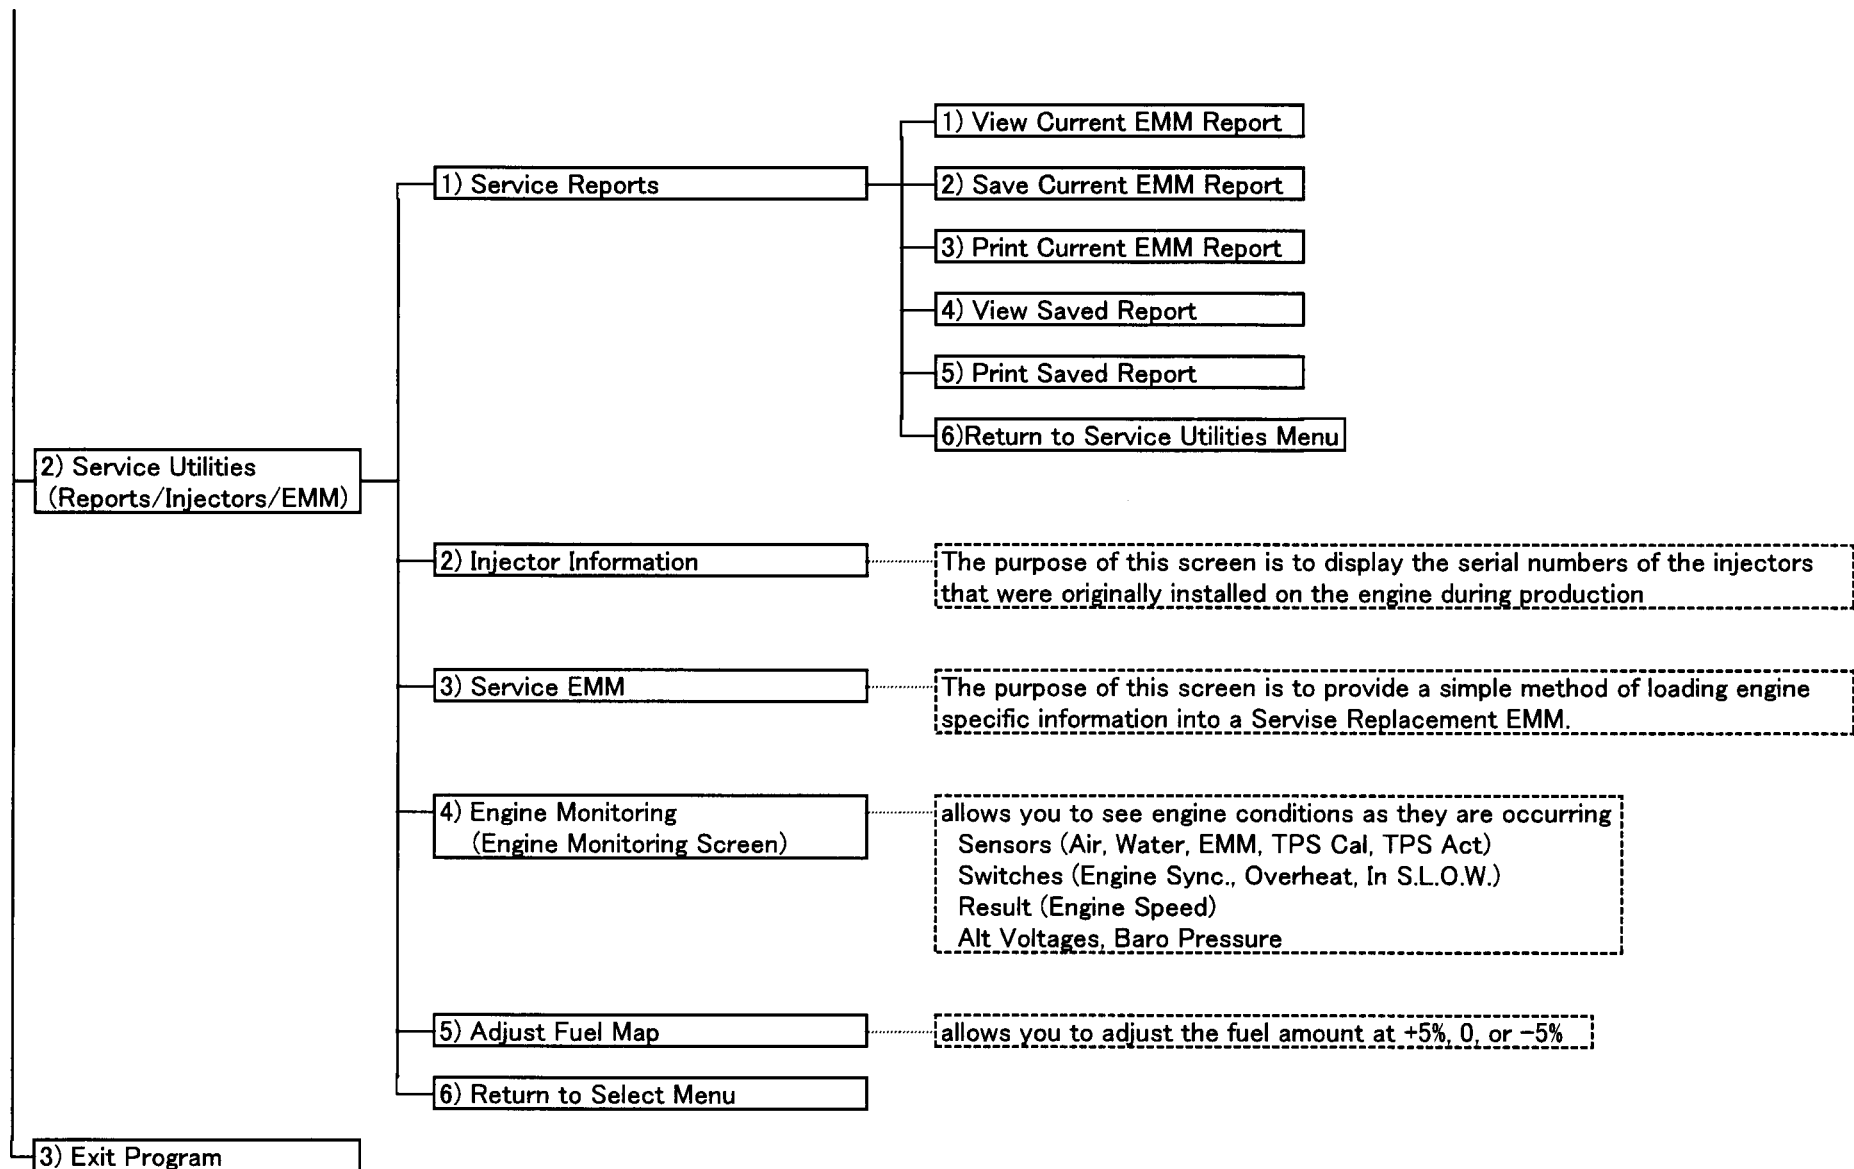 1) View Current EMM Report
1) Service Reports
2) Save Current EMM Report
3) Print Current EMM Report
4) View Saved Report
5) Print Saved Report
6)Return to Service Utilities Menu
2) Service Utilities
(Reports/Injectors/EMM)
2) Injector Information
The purpose of this screen is to display the serial numbers of the injectors
that were originally installed on the engine during production
3) Service EMM
The purpose of this screen is to provide a simple method of loading engine
specific information into a Servise Replacement EMM.
4) Engine Monitoring
(Engine Monitoring Screen)
allows you to see engine conditions as they are occurring
Sensors (Air, Water, EMM, TPS Cal, TPS Act)
Switches (Engine Sync., Overheat, In S.L.O.W.)
Result (Engine Speed)
Alt Voltages, Baro Pressure
5) Adjust Fuel Map
allows you to adjust the fuel amount at +5%, 0, or -5%
6) Return to Select Menu
3) Exit Program